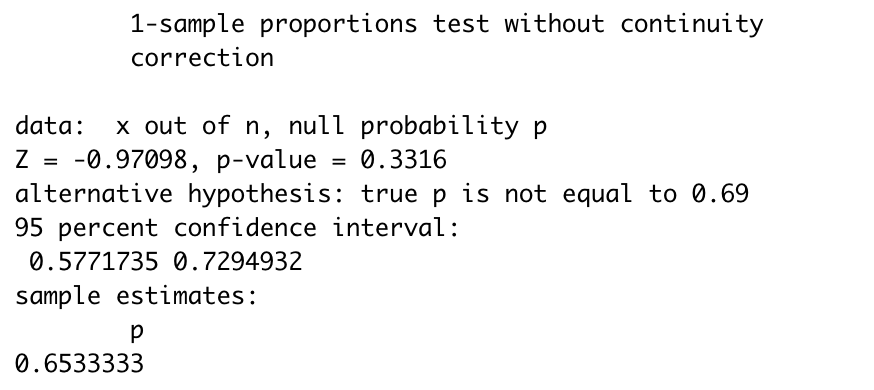 1-sample proportions test without continuity
correction
data:  x out of n, null probability p
Z = -0.97098, p-value = 0.3316
alternative hypothesis: true p is not equal to 0.69
95 percent confidence interval:
 0.5771735 0.7294932
sample estimates:
p
0.6533333